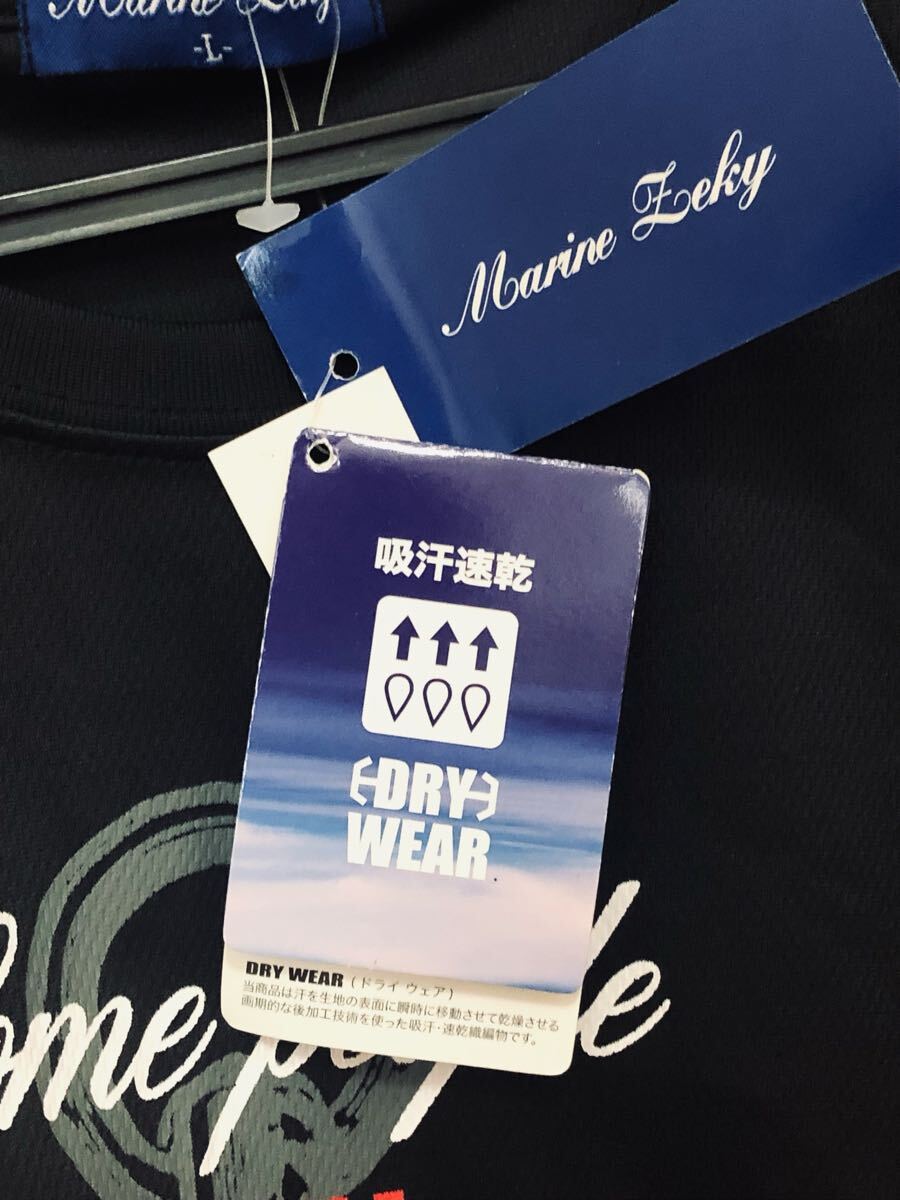 Marine Zeky
-L-
Marine Zeky
吸汗速乾
DRY
WEAR
DRY WEAR (ドライ ウェア)
当商品は汗を生地の表面に瞬時に移動させて乾燥させる
画期的な後加工技術を使った吸汗・速乾織編物です。